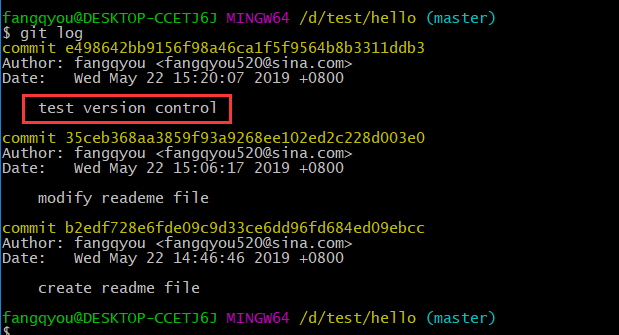 fangqyou@DESKTOP-CCETJ6J MINGW64 /d/test/hello (master)
$ git log
commit e498642bb9156f98a46ca1f5f9564b8b3311ddb3
Author: fangqyou <fangqyou520@sina.com>
Date:   Wed May 22 15:20:07 2019 +0800
test version control
commit 35ceb368aa3859f93a9268ee102ed2c228d003e0
Author: fangqyou <fangqyou520@sina.com>
Date:   Wed May 22 15:06:17 2019 +0800
modify reademe file
commit b2edf728e6fde09c9d33ce6dd96fd684ed09ebcc
Author: fangqyou <fangqyou520@sina.com>
Date:   Wed May 22 14:46:46 2019 +0800
create readme file
fangqyou@DESKTOP-CCETJ6J MINGW64 /d/test/hello (master)
$